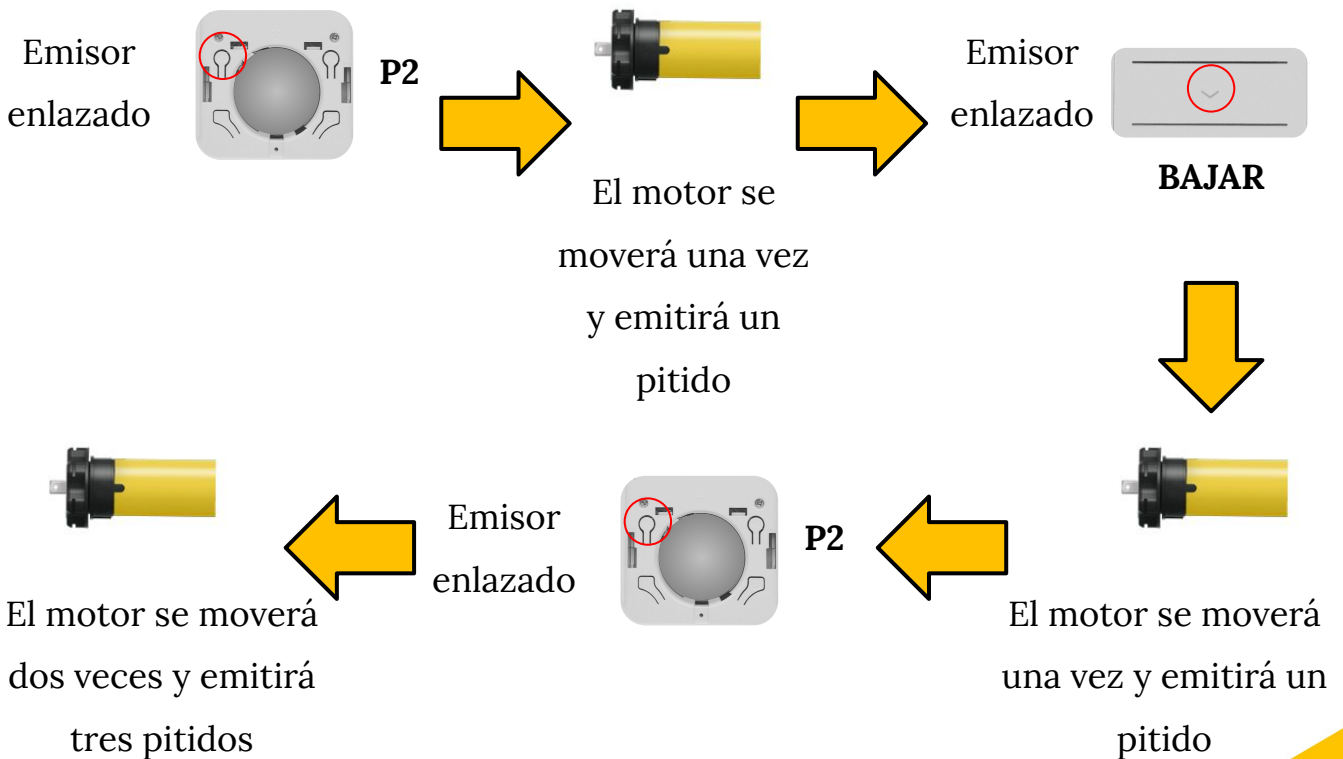 Emisor
enlazado
P2
El motor se
moverá una vez
y emitirá un
pitido
Emisor
enlazado
BAJAR
El motor se moverá
una vez y emitirá un
pitido
Emisor
enlazado
P2
El motor se moverá
dos veces y emitirá
tres pitidos